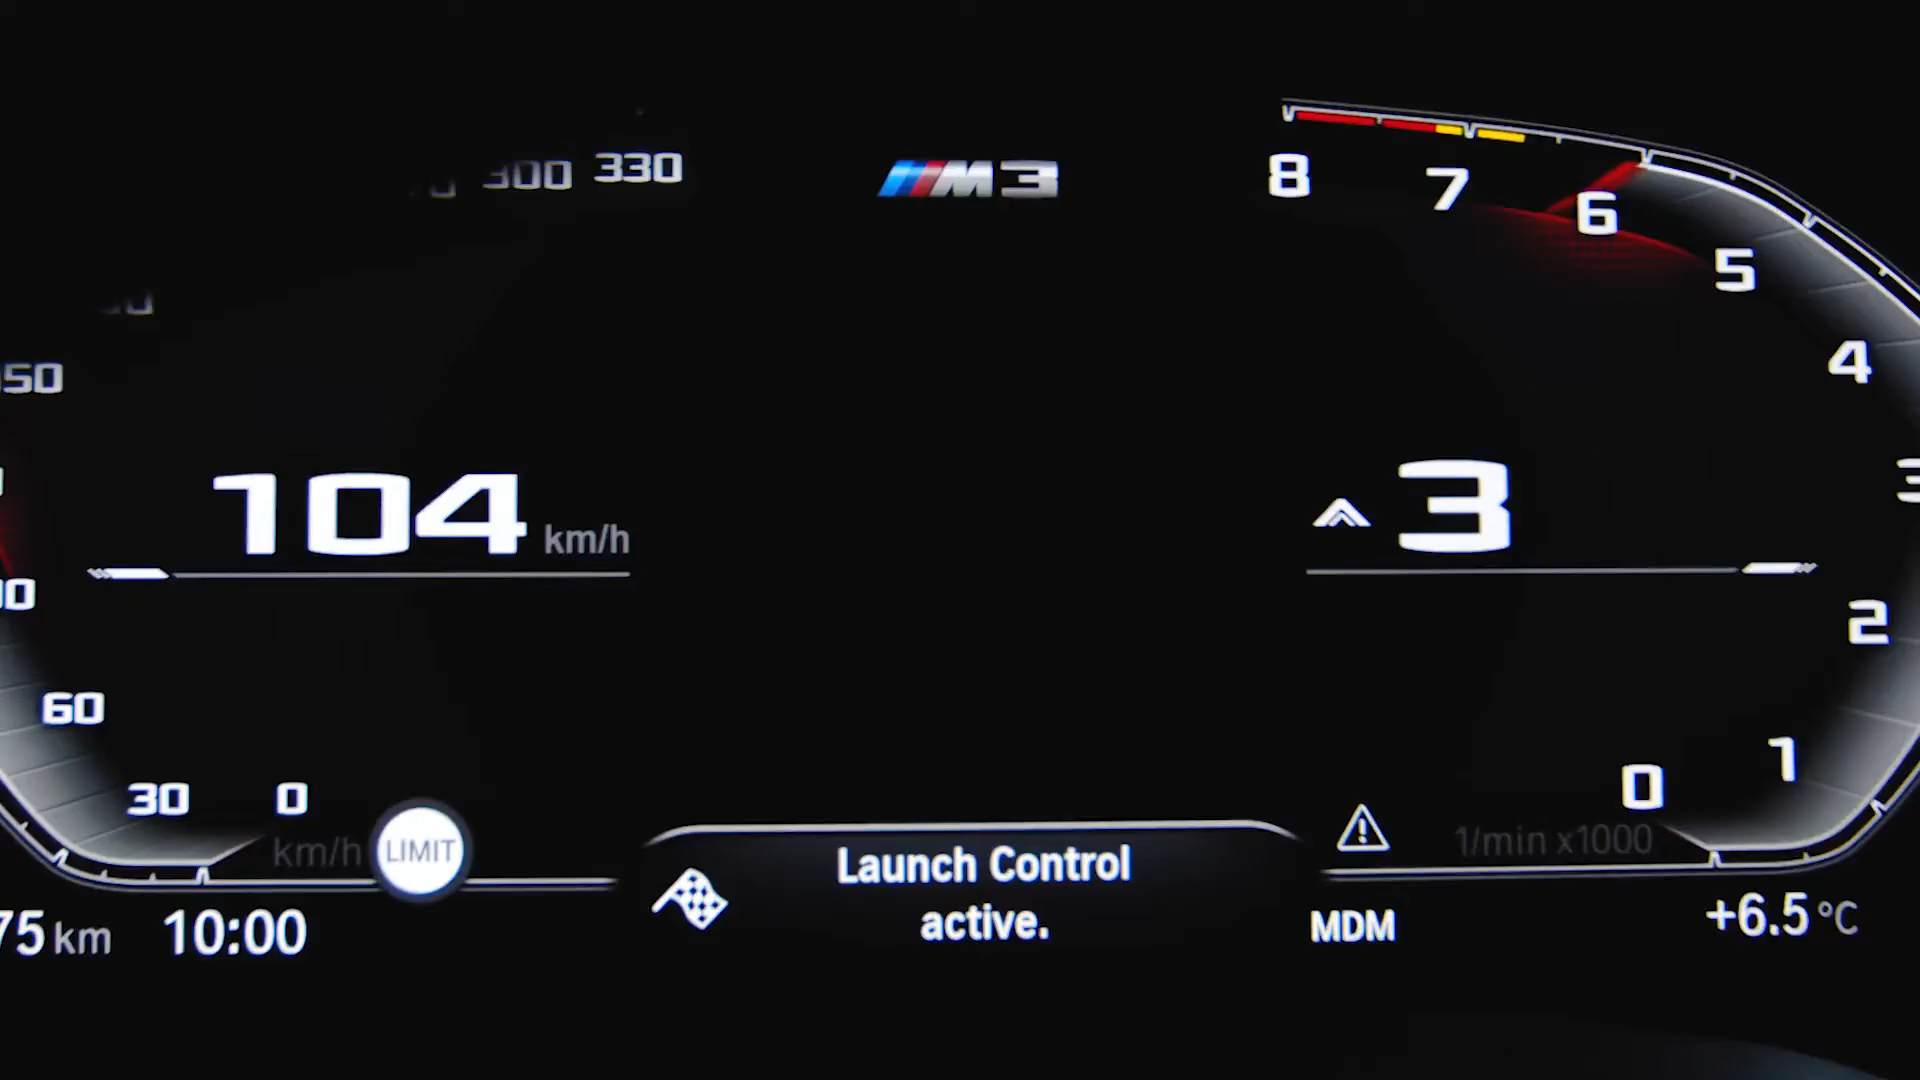 300 330
M3
8 7 6 5 4
104 km/h
3
2
60
30 0
1
0
km/h
LIMIT
1/min x1000
Launch Control
active.
75 km
10:00
MDM
+6.5 °C